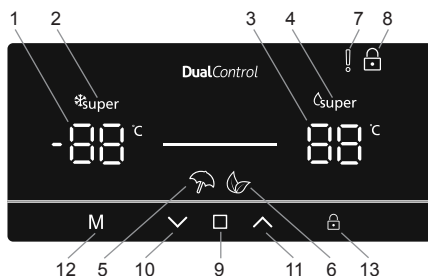 1 2 3 4 7 8
DualControl
super super
-88 °C 88 °C
M
12 5 10 9 11 6 13